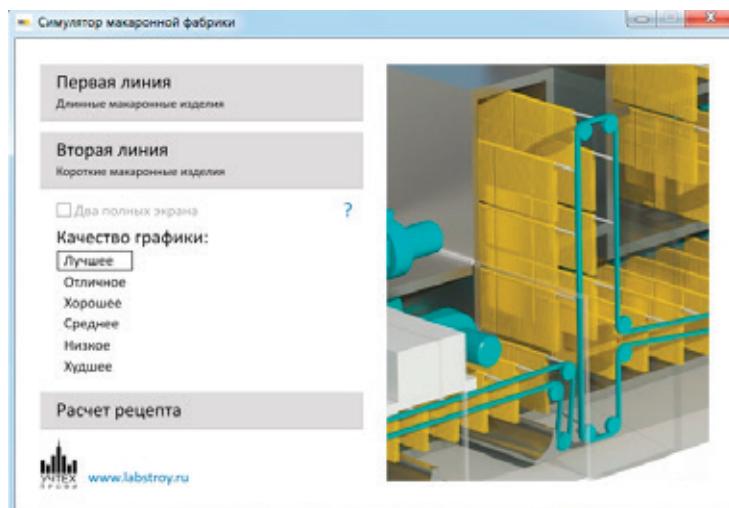 Симулятор макаронной фабрики
Первая линия
Длинные макаронные изделия
Вторая линия
Короткие макаронные изделия
Два полных экрана ?
Качество графики:
Лучшее
Отличное
Хорошее
Среднее
Низкое
Худшее
Расчет рецепта
УЧТЕХ
ПРОФИ
www.labstroy.ru